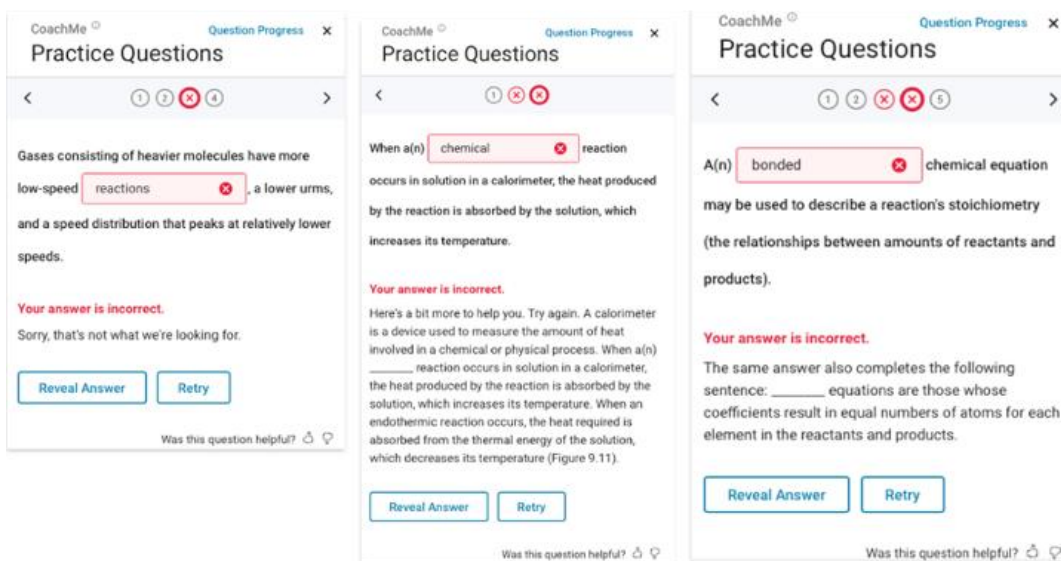 CoachMe
Question Progress
Practice Questions
1 2 4
Gases consisting of heavier molecules have more
low-speed reactions , a lower urms,
and a speed distribution that peaks at relatively lower
speeds.
Your answer is incorrect.
Sorry, that's not what we're looking for.
Reveal Answer
Retry
Was this question helpful?
CoachMe
Question Progress
Practice Questions
1
When a(n) chemical reaction
occurs in solution in a calorimeter, the heat produced
by the reaction is absorbed by the solution, which
increases its temperature.
Your answer is incorrect.
Here's a bit more to help you. Try again. A calorimeter
is a device used to measure the amount of heat
involved in a chemical or physical process. When a(n)
______ reaction occurs in solution in a calorimeter,
the heat produced by the reaction is absorbed by the
solution, which increases its temperature. When an
endothermic reaction occurs, the heat required is
absorbed from the thermal energy of the solution,
which decreases its temperature (Figure 9.11).
Reveal Answer
Retry
Was this question helpful?
CoachMe
Question Progress
Practice Questions
1 2 5
A(n) bonded chemical equation
may be used to describe a reaction's stoichiometry
(the relationships between amounts of reactants and
products).
Your answer is incorrect.
The same answer also completes the following
sentence: ______ equations are those whose
coefficients result in equal numbers of atoms for each
element in the reactants and products.
Reveal Answer
Retry
Was this question helpful?